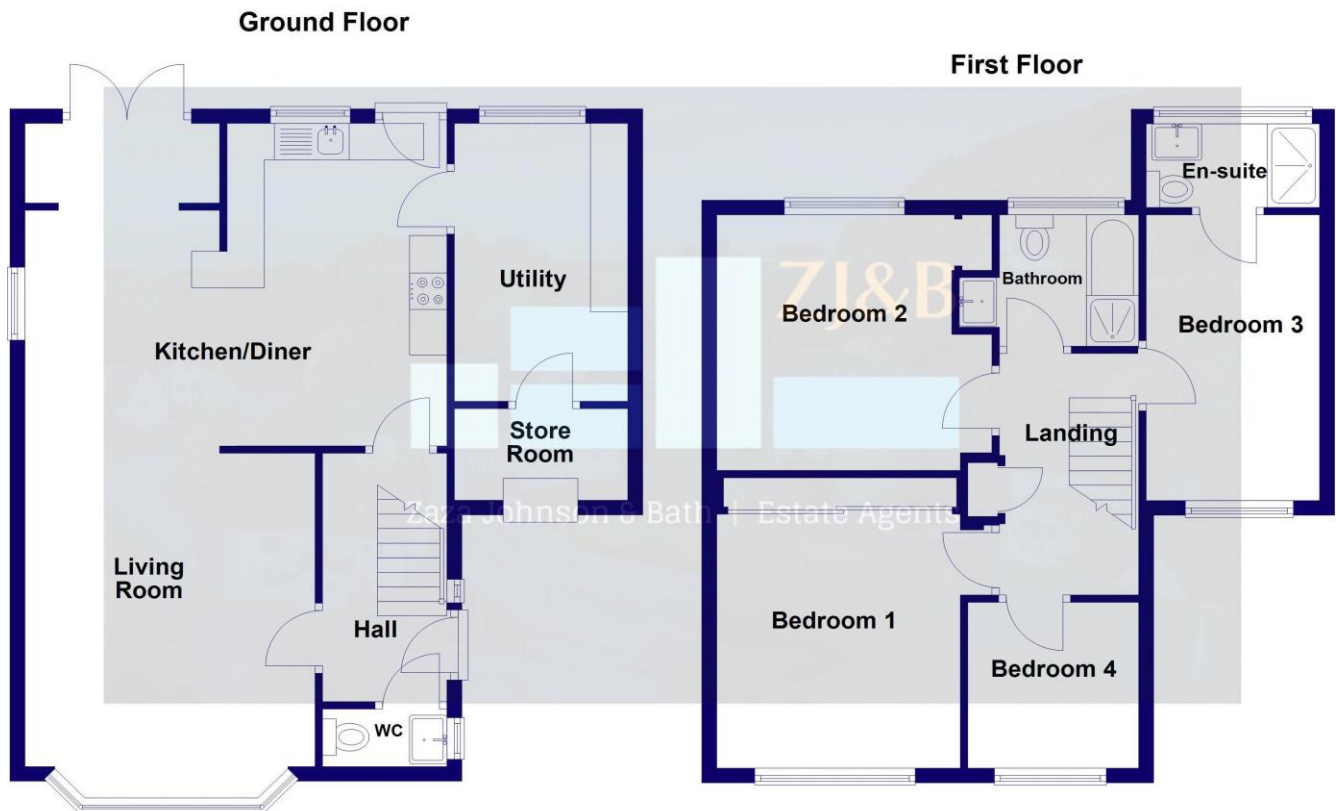 Ground Floor
First Floor
En-suite
Bathroom
Utility
ZJ&B
Bedroom 2
Bedroom 3
Kitchen/Diner
Store
Room
Landing
Zaza Johnson & Bath | Estate Agents
Living
Room
Hall
Bedroom 1
Bedroom 4
WC